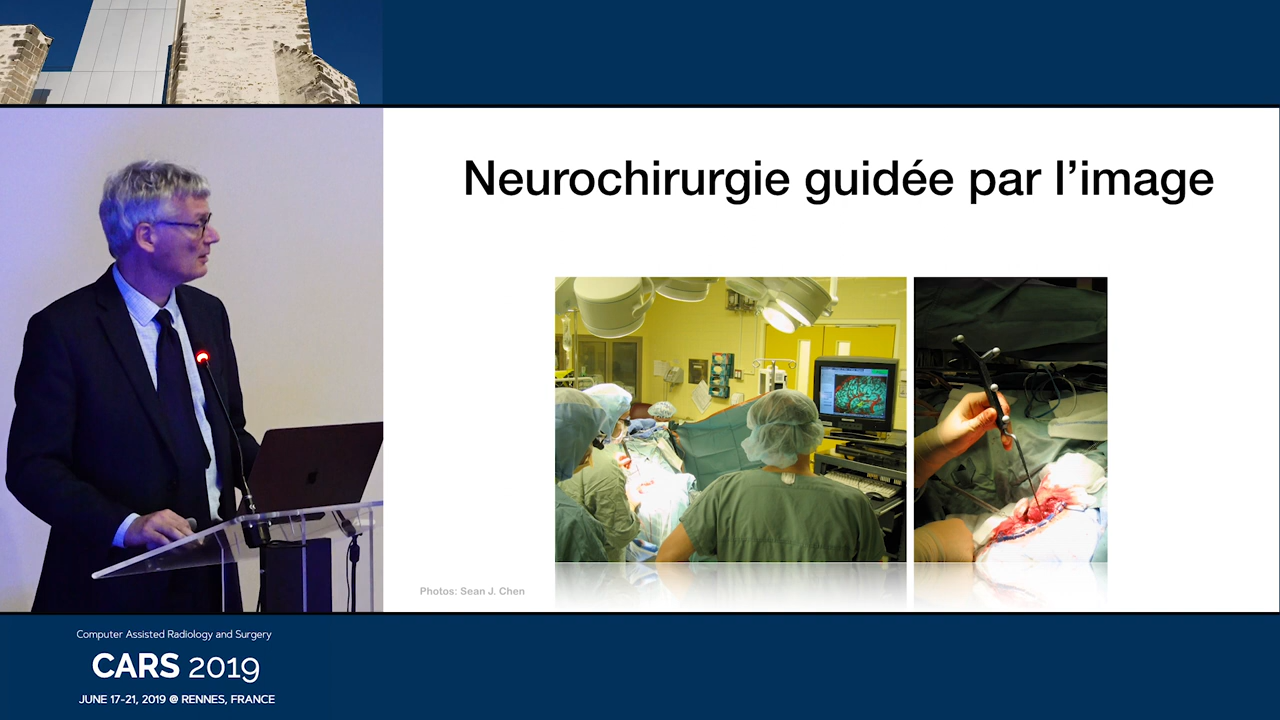 Neurochirurgie guidée par l’image
Photos: Sean J. Chen
Computer Assisted Radiology and Surgery
CARS 2019
JUNE 17-21, 2019 @ RENNES, FRANCE